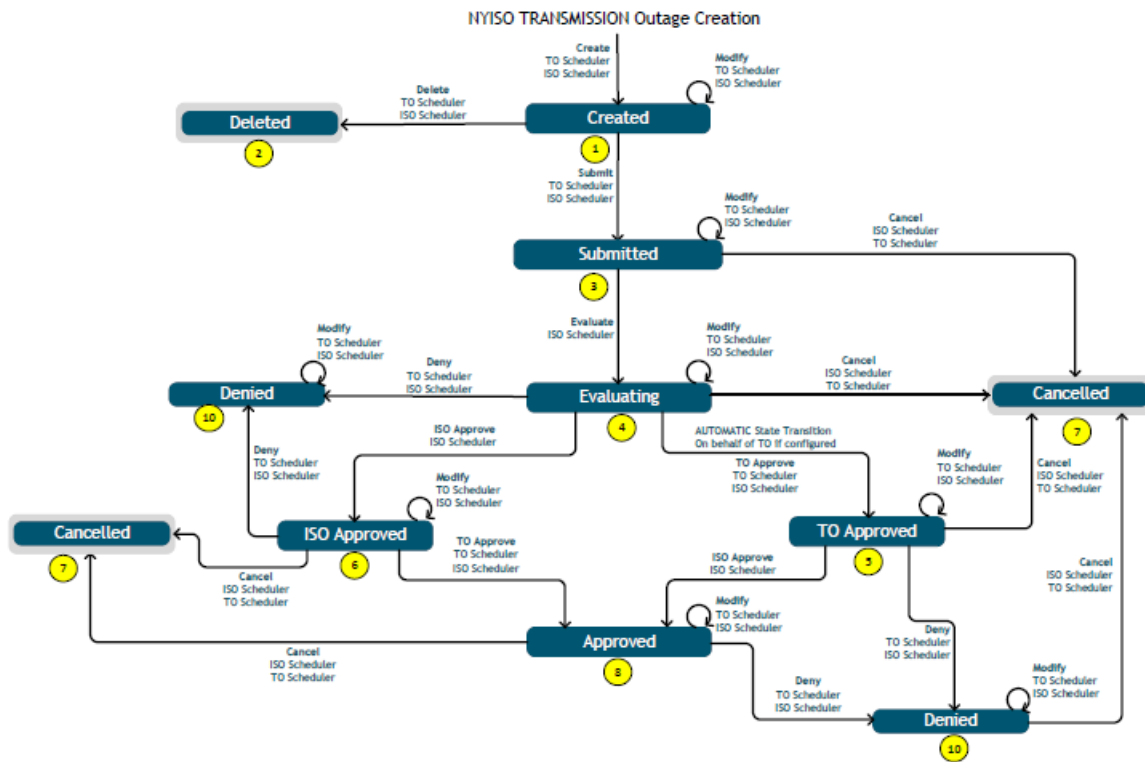 NYISO TRANSMISSION Outage Creation
Create
TO Scheduler
ISO Scheduler
Modify
TO Scheduler
ISO Scheduler
Delete
TO Scheduler
ISO Scheduler
Deleted
Created
2
1
Submit
TO Scheduler
ISO Scheduler
Modify
TO Scheduler
ISO Scheduler
Cancel
ISO Scheduler
TO Scheduler
Submitted
3
Evaluate
ISO Scheduler
Modify
TO Scheduler
ISO Scheduler
Modify
TO Scheduler
ISO Scheduler
Deny
TO Scheduler
ISO Scheduler
Cancel
ISO Scheduler
TO Scheduler
Denied
Evaluating
Cancelled
10
4
7
ISO Approve
ISO Scheduler
AUTOMATIC State Transition
On behalf of TO if configured
TO Approve
TO Scheduler
ISO Scheduler
Deny
TO Scheduler
ISO Scheduler
Modify
TO Scheduler
ISO Scheduler
Modify
TO Scheduler
ISO Scheduler
Cancel
ISO Scheduler
TO Scheduler
Cancelled
ISO Approved
TO Approved
7
6
5
TO Approve
TO Scheduler
ISO Scheduler
ISO Approve
ISO Scheduler
Cancel
ISO Scheduler
TO Scheduler
Cancel
ISO Scheduler
TO Scheduler
Modify
TO Scheduler
ISO Scheduler
Approved
8
Cancel
ISO Scheduler
TO Scheduler
Deny
TO Scheduler
ISO Scheduler
Deny
TO Scheduler
ISO Scheduler
Modify
TO Scheduler
ISO Scheduler
Denied
10